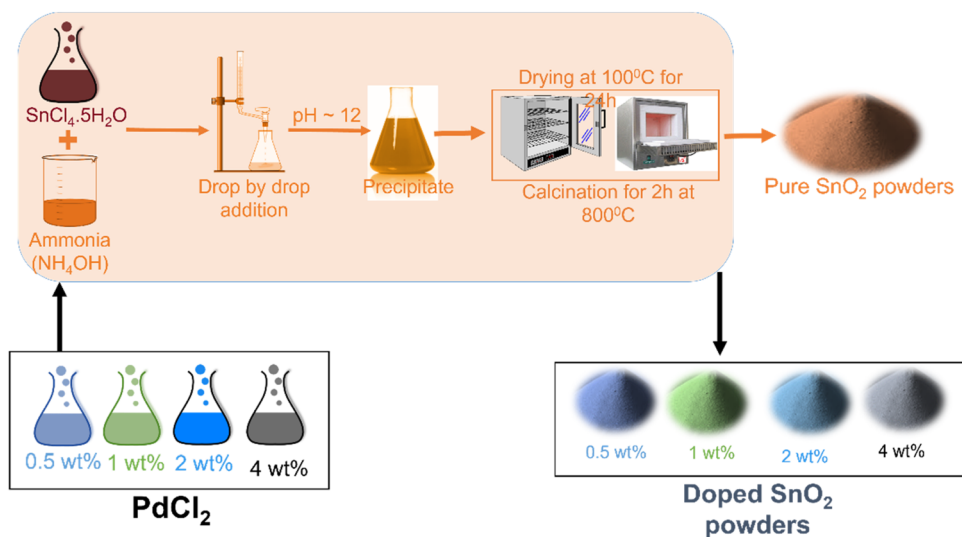 SnCl₄.5H₂O
+
Ammonia
(NH₄OH)
Drop by drop
addition
pH ~ 12
Precipitate
Drying at 100⁰C for
24h
Calcination for 2h at
800⁰C
Pure SnO₂ powders
0.5 wt%
1 wt%
2 wt%
4 wt%
PdCl₂
0.5 wt%
1 wt%
2 wt%
4 wt%
Doped SnO₂
powders